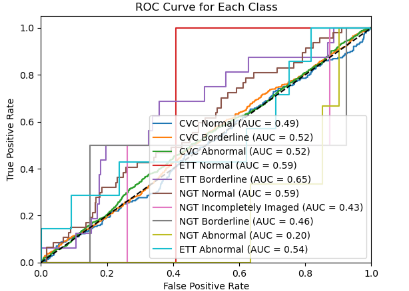 ROC Curve for Each Class
True Positive Rate
1.0
0.8
0.6
0.4
0.2
0.0
CVC Normal (AUC = 0.49)
CVC Borderline (AUC = 0.52)
CVC Abnormal (AUC = 0.52)
ETT Normal (AUC = 0.59)
ETT Borderline (AUC = 0.65)
NGT Normal (AUC = 0.59)
NGT Incompletely Imaged (AUC = 0.43)
NGT Borderline (AUC = 0.46)
NGT Abnormal (AUC = 0.20)
ETT Abnormal (AUC = 0.54)
0.0 0.2 0.4 0.6 0.8 1.0
False Positive Rate